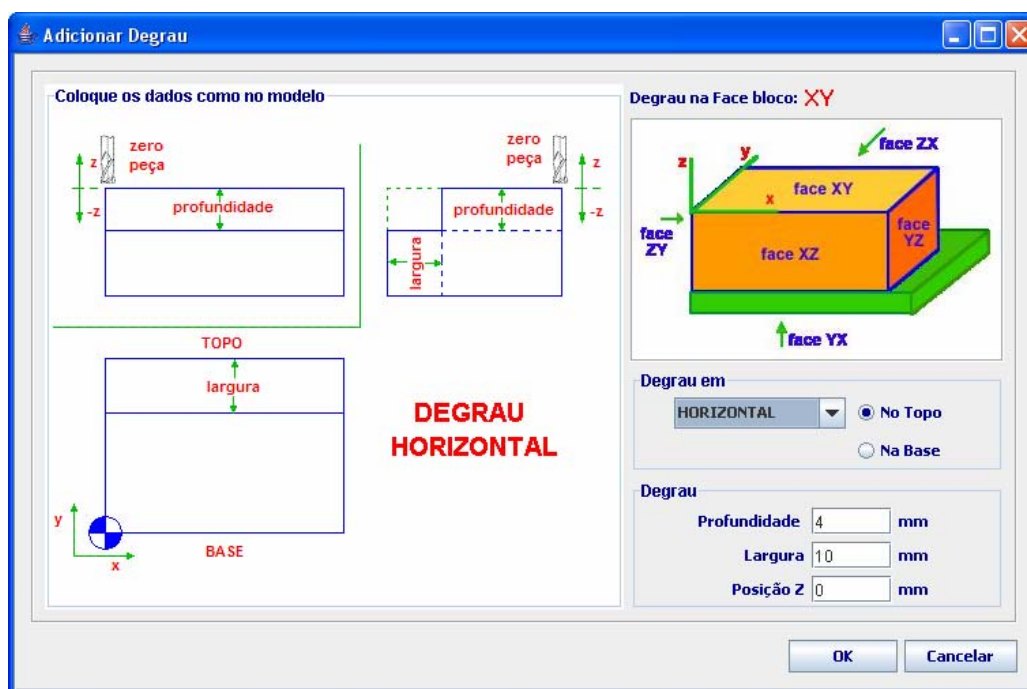 Adicionar Degrau
Coloque os dados como no modelo
z
zero
peça
-z
profundidade
zero
peça
z
-z
profundidade
largura
TOPO
largura
DEGRAU
HORIZONTAL
y
x
BASE
Degrau na Face bloco: XY
z
y
x
face ZX
face XY
face
ZY
face XZ
face
YZ
face YX
Degrau em
HORIZONTAL
No Topo
Na Base
Degrau
Profundidade 4 mm
Largura 10 mm
Posição Z 0 mm
OK Cancelar